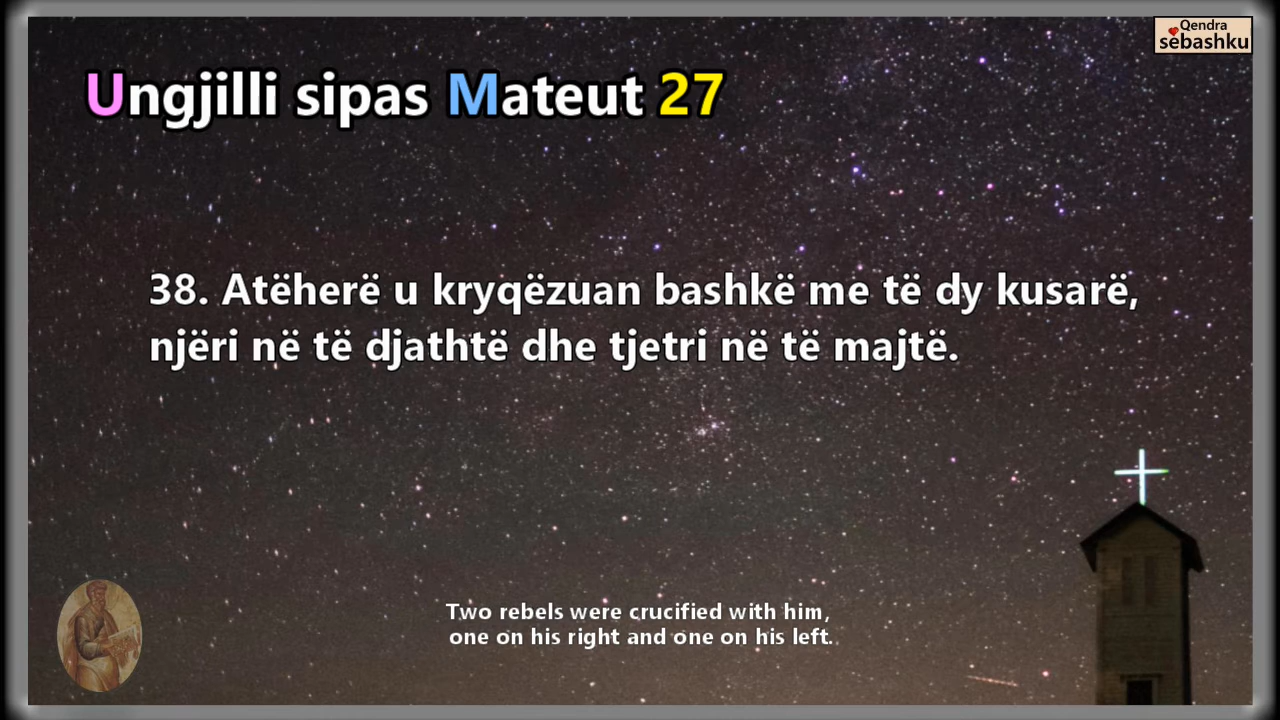 Qendra
sebashku
Ungjilli sipas Mateut 27
38. Atëherë u kryqëzuan bashkë me të dy kusarë,
njëri në të djathtë dhe tjetri në të majtë.
Two rebels were crucified with him,
one on his right and one on his left.